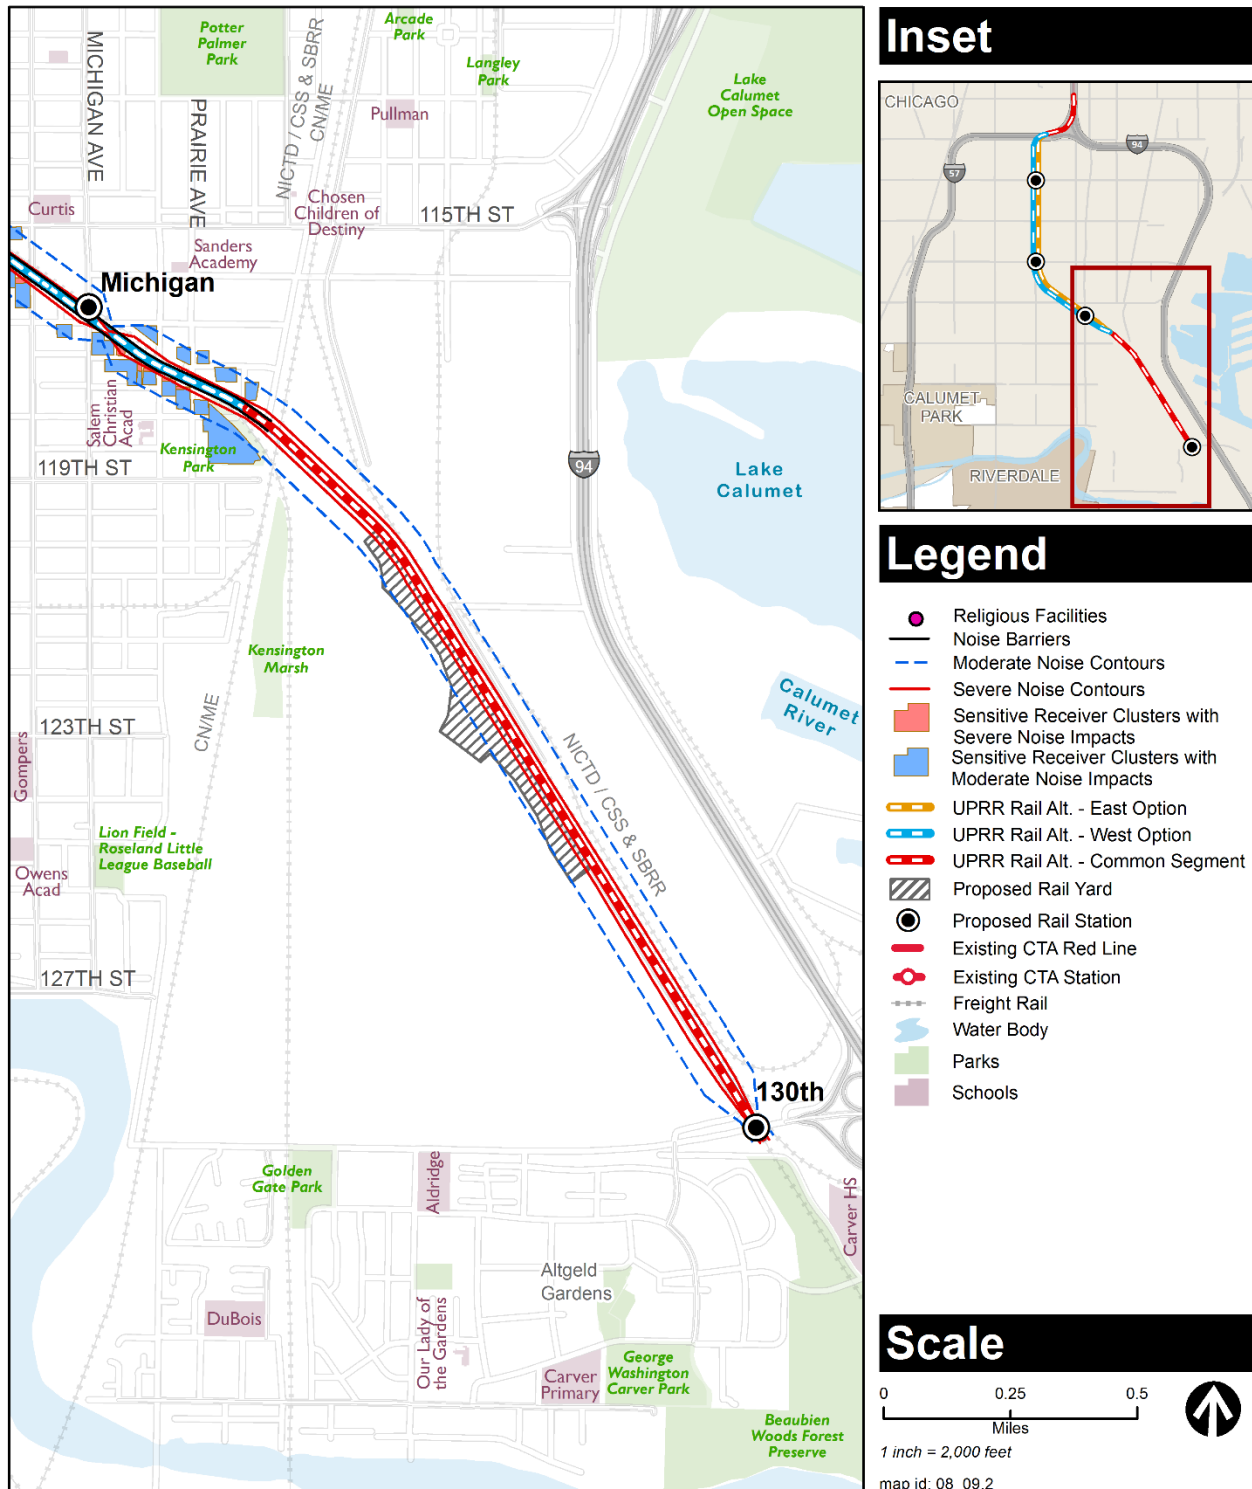 Potter
Palmer
Park
Arcade
Park
Langley
Park
Lake
Calumet
Open Space
MICHIGAN AVE
PRAIRIE AVE
NICTD / CSS & SBRR
CN/ME
Pullman
Curtis
Chosen
Children of
Destiny
115TH ST
Sanders
Academy
Michigan
Salem
Christian
Acad
Kensington
Park
119TH ST
94
Lake
Calumet
Kensington
Marsh
Calumet
River
CN/ME
123TH ST
Gompers
NICTD / CSS & SBRR
Lion Field -
Roseland Little
League Baseball
Owens
Acad
127TH ST
130th
Golden
Gate Park
Aldridge
Carver HS
Altgeld
Gardens
DuBois
Our Lady of
the Gardens
Carver
Primary
George
Washington
Carver Park
Beaubien
Woods Forest
Preserve
Inset
CHICAGO
94
57
CALUMET
PARK
RIVERDALE
Legend
Religious Facilities
Noise Barriers
Moderate Noise Contours
Severe Noise Contours
Sensitive Receiver Clusters with
Severe Noise Impacts
Sensitive Receiver Clusters with
Moderate Noise Impacts
UPRR Rail Alt. - East Option
UPRR Rail Alt. - West Option
UPRR Rail Alt. - Common Segment
Proposed Rail Yard
Proposed Rail Station
Existing CTA Red Line
Existing CTA Station
Freight Rail
Water Body
Parks
Schools
Scale
0 0.25 0.5
Miles
1 inch = 2,000 feet
map id: 08_09.2